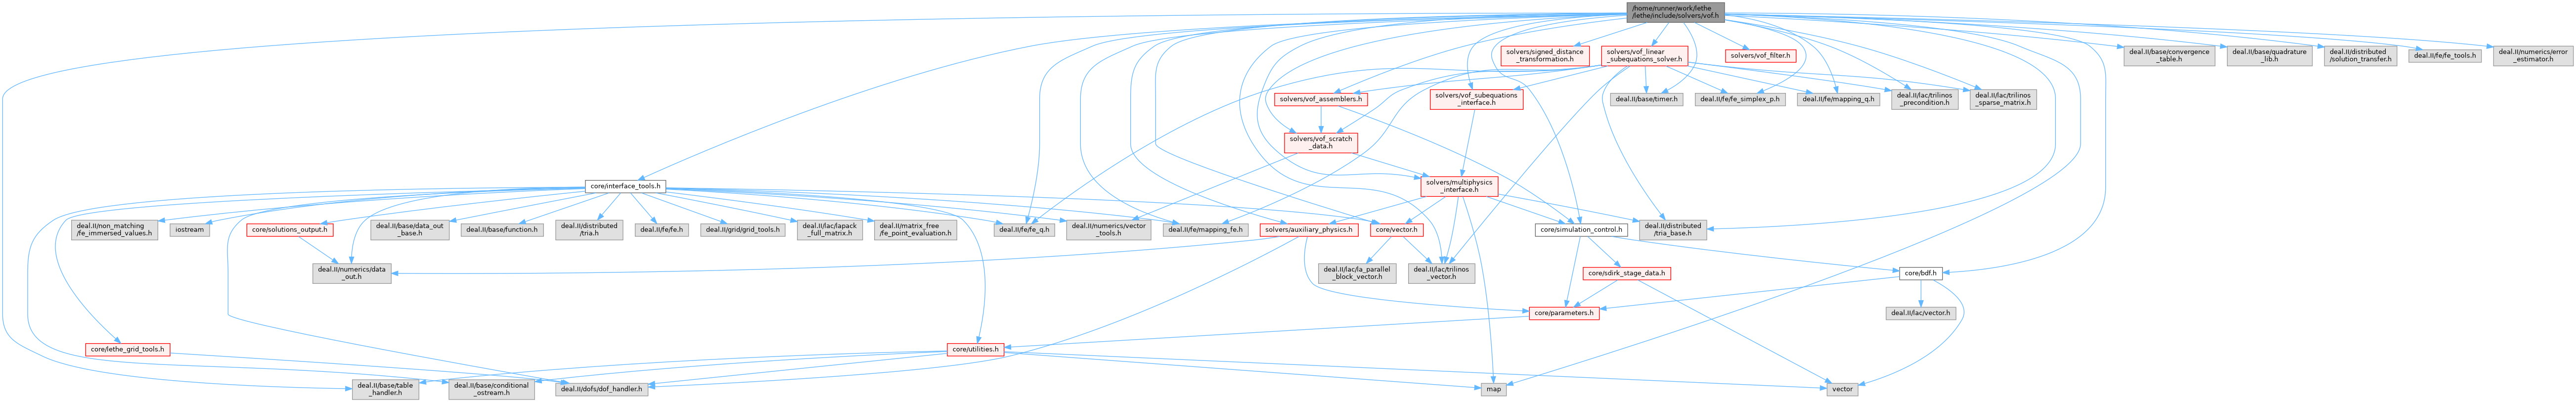 /home/runner/work/lethe
/lethe/include/solvers/vof.h
solvers/signed_distance
_transformation.h
solvers/vof_linear
_subequations_solver.h
solvers/vof_filter.h
deal.II/base/convergence
_table.h
deal.II/base/quadrature
_lib.h
deal.II/distributed
/solution_transfer.h
deal.II/fe/fe_tools.h
deal.II/numerics/error
_estimator.h
solvers/vof_assemblers.h
solvers/vof_subequations
_interface.h
deal.II/base/timer.h
deal.II/fe/fe_simplex_p.h
deal.II/fe/mapping_q.h
deal.II/lac/trilinos
_precondition.h
deal.II/lac/trilinos
_sparse_matrix.h
solvers/vof_scratch
_data.h
core/interface_tools.h
solvers/multiphysics
_interface.h
deal.II/non_matching
/fe_immersed_values.h
iostream
core/solutions_output.h
deal.II/base/data_out
_base.h
deal.II/base/function.h
deal.II/distributed
/tria.h
deal.II/fe/fe.h
deal.II/grid/grid_tools.h
deal.II/lac/lapack
_full_matrix.h
deal.II/matrix_free
/fe_point_evaluation.h
deal.II/fe/fe_q.h
deal.II/numerics/vector
_tools.h
deal.II/fe/mapping_fe.h
solvers/auxiliary_physics.h
core/vector.h
core/simulation_control.h
deal.II/distributed
/tria_base.h
deal.II/numerics/data
_out.h
deal.II/lac/la_parallel
_block_vector.h
deal.II/lac/trilinos
_vector.h
core/sdirk_stage_data.h
core/bdf.h
core/parameters.h
deal.II/lac/vector.h
core/lethe_grid_tools.h
core/utilities.h
deal.II/base/table
_handler.h
deal.II/base/conditional
_ostream.h
deal.II/dofs/dof_handler.h
map
vector